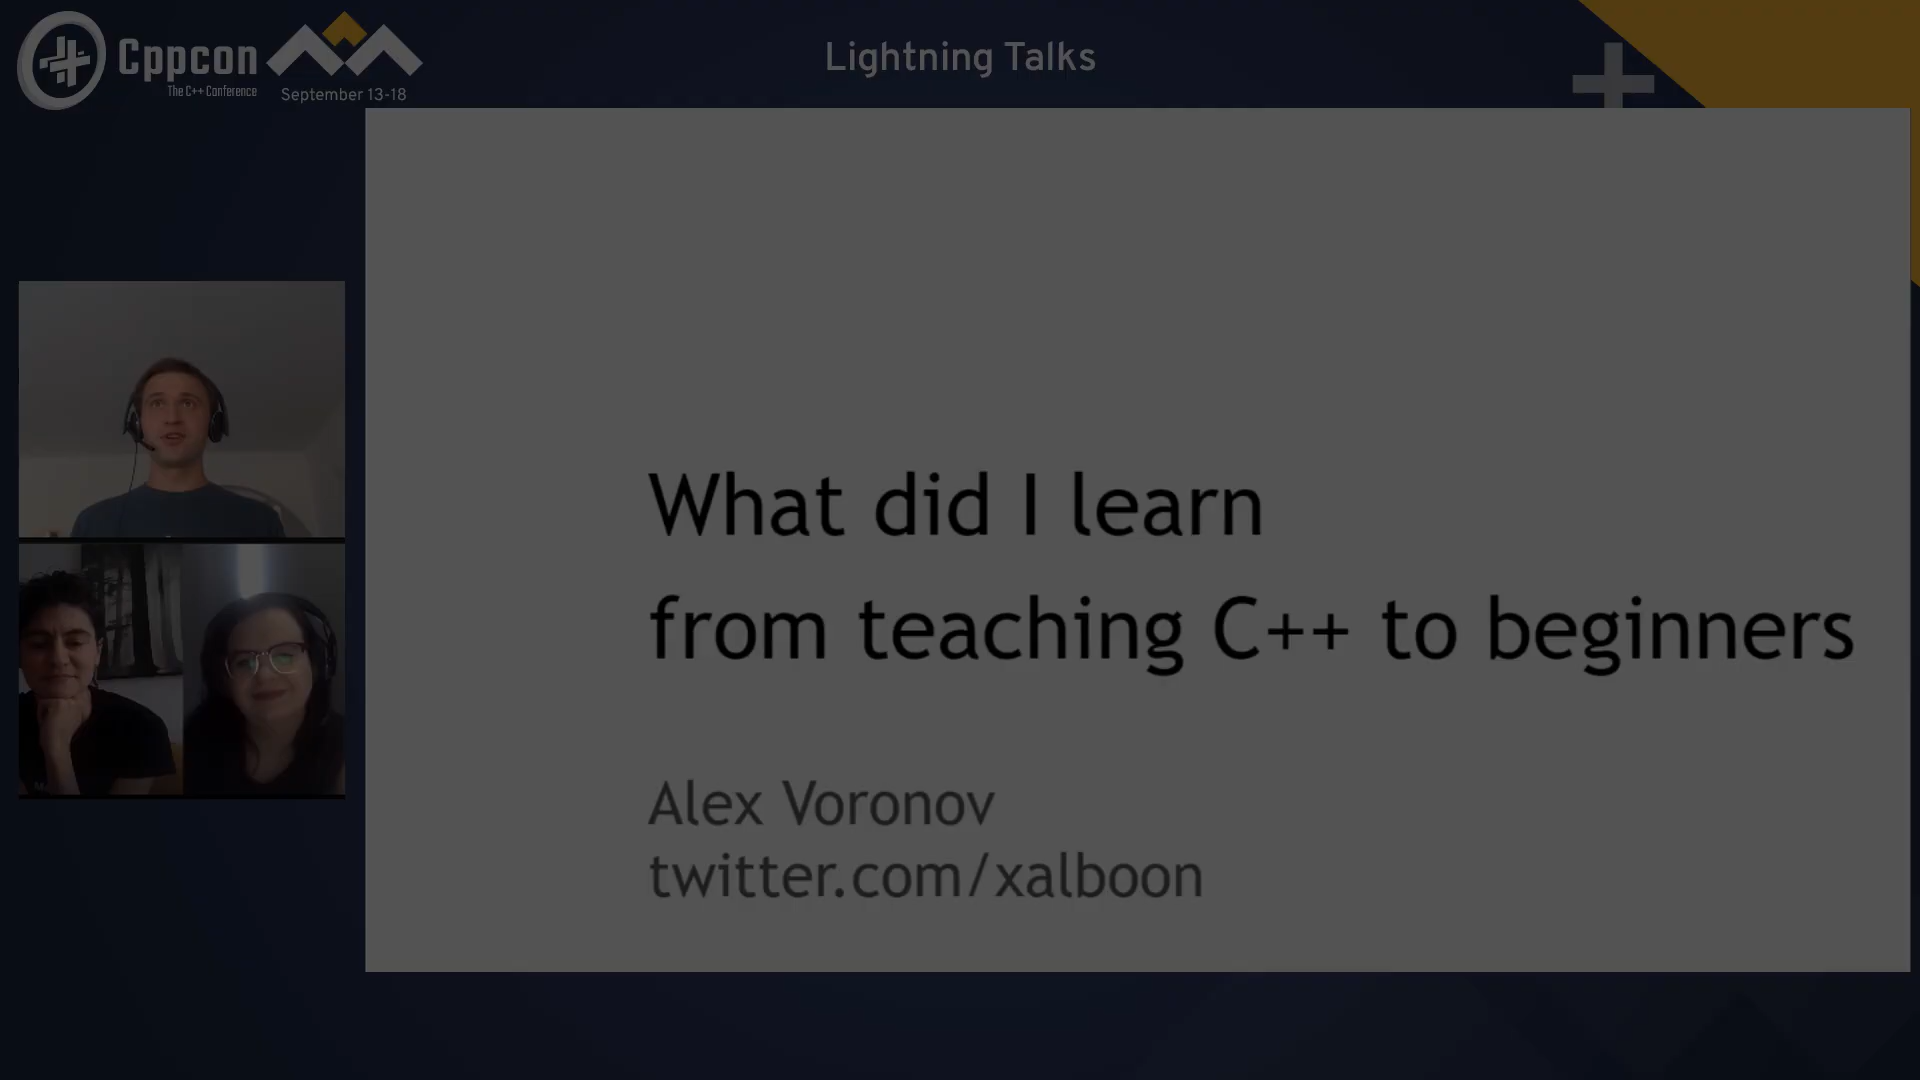 Cppcon
The C++ Conference
September 13-18
Lightning Talks
What did I learn
from teaching C++ to beginners
Alex Voronov
twitter.com/xalboon